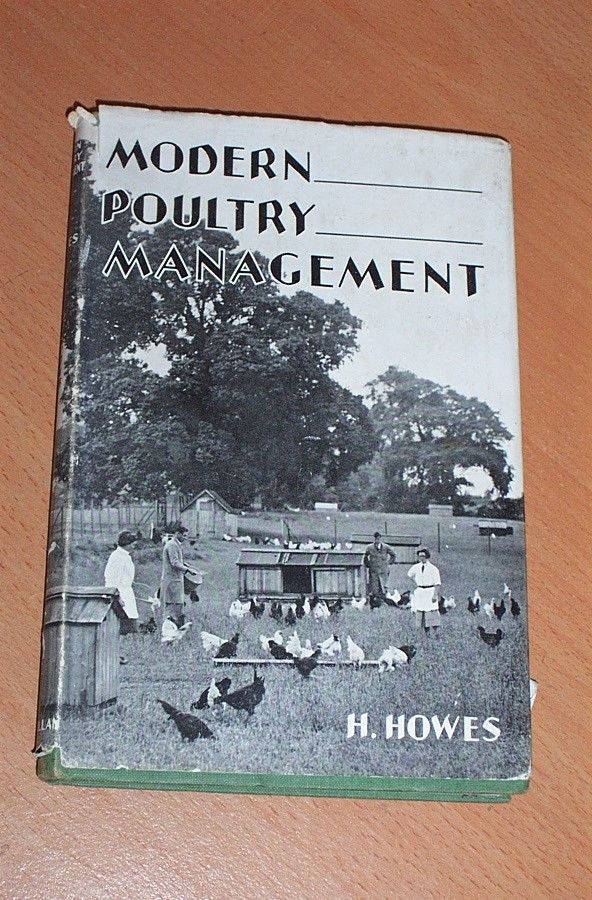 MODERN
POULTRY
MANAGEMENT
H. HOWES